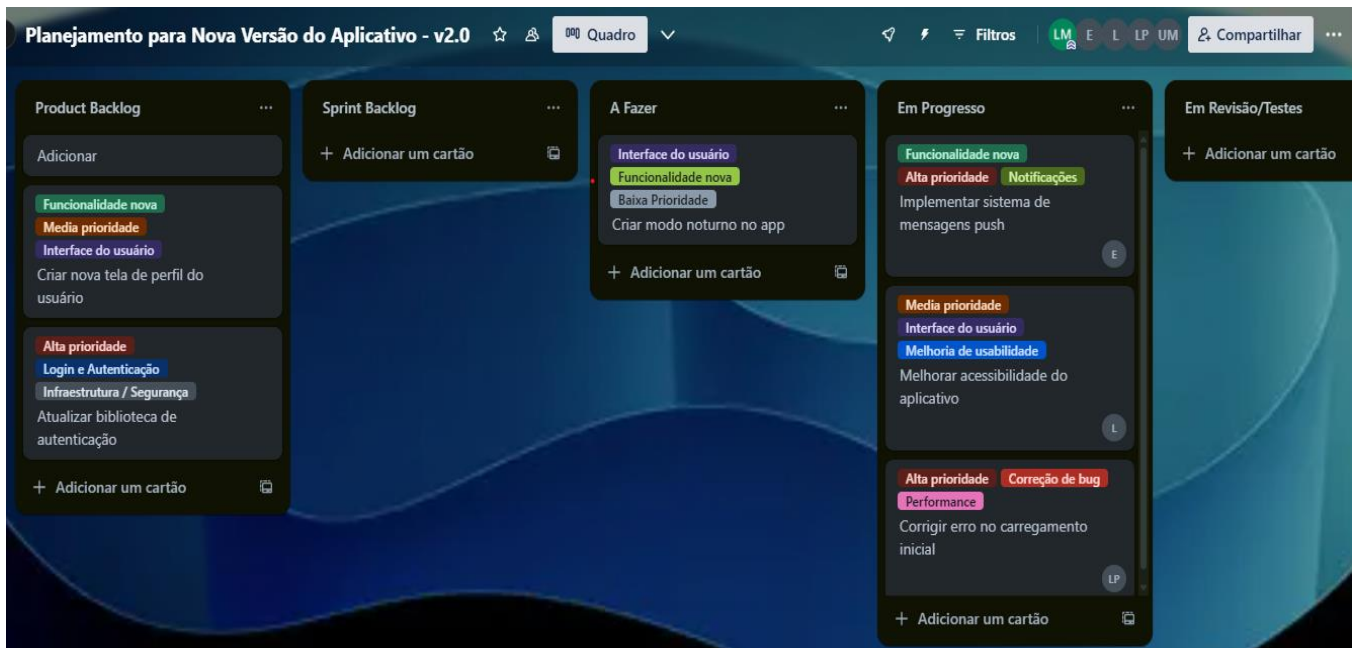 Planejamento para Nova Versão do Aplicativo - v2.0
Quadro
Filtros
LM E L LP UM
Compartilhar
Product Backlog
Adicionar
Funcionalidade nova
Media prioridade
Interface do usuário
Criar nova tela de perfil do
usuário
Alta prioridade
Login e Autenticação
Infraestrutura / Segurança
Atualizar biblioteca de
autenticação
Adicionar um cartão
Sprint Backlog
Adicionar um cartão
A Fazer
Interface do usuário
Funcionalidade nova
Baixa Prioridade
Criar modo noturno no app
Adicionar um cartão
Em Progresso
Funcionalidade nova
Alta prioridade Notificações
Implementar sistema de
mensagens push
E
Media prioridade
Interface do usuário
Melhoria de usabilidade
Melhorar acessibilidade do
aplicativo
L
Alta prioridade Correção de bug
Performance
Corrigir erro no carregamento
inicial
LP
Adicionar um cartão
Em Revisão/Testes
Adicionar um cartão